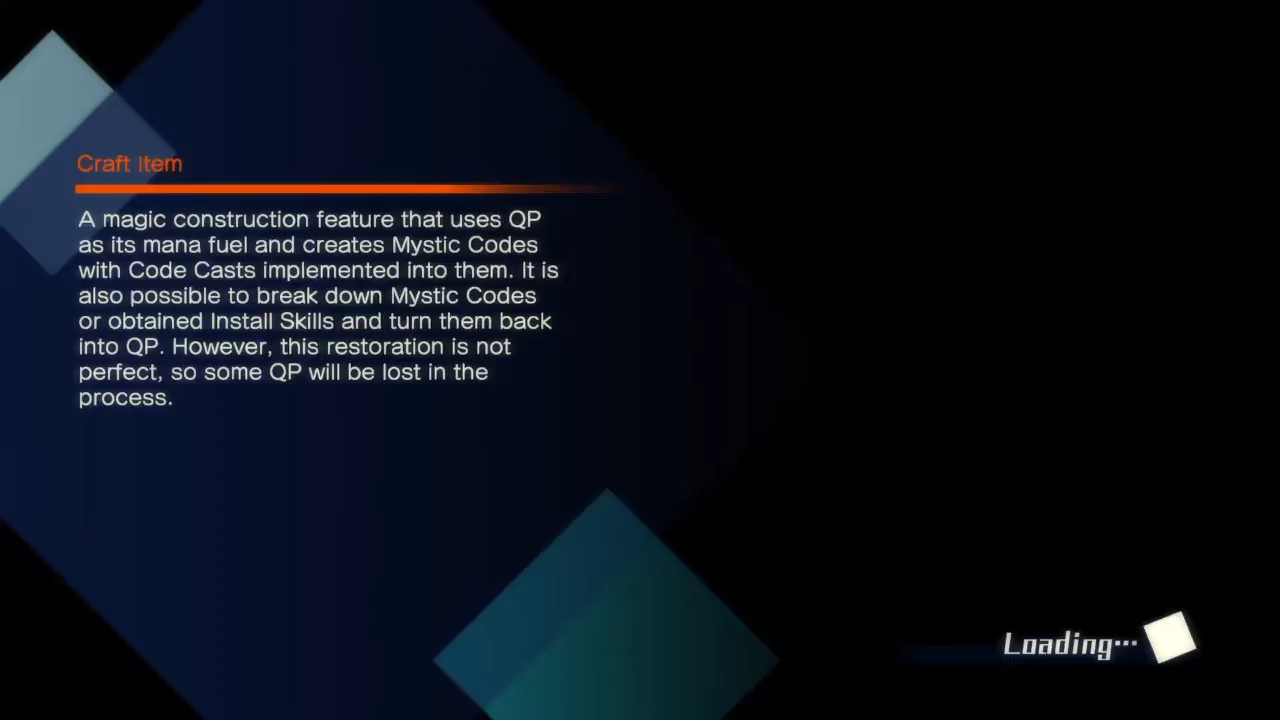 Craft Item
A magic construction feature that uses QP
as its mana fuel and creates Mystic Codes
with Code Casts implemented into them. It is
also possible to break down Mystic Codes
or obtained Install Skills and turn them back
into QP. However, this restoration is not
perfect, so some QP will be lost in the
process.
Loading…